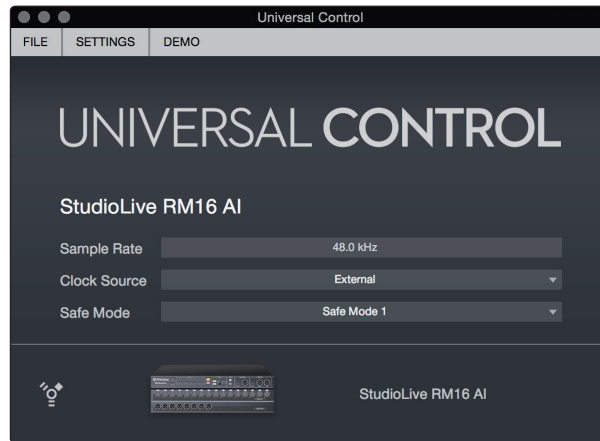 Universal Control
FILE SETTINGS DEMO
UNIVERSAL CONTROL
StudioLive RM16 AI
Sample Rate 48.0 kHz
Clock Source External
Safe Mode Safe Mode 1
StudioLive RM16 AI